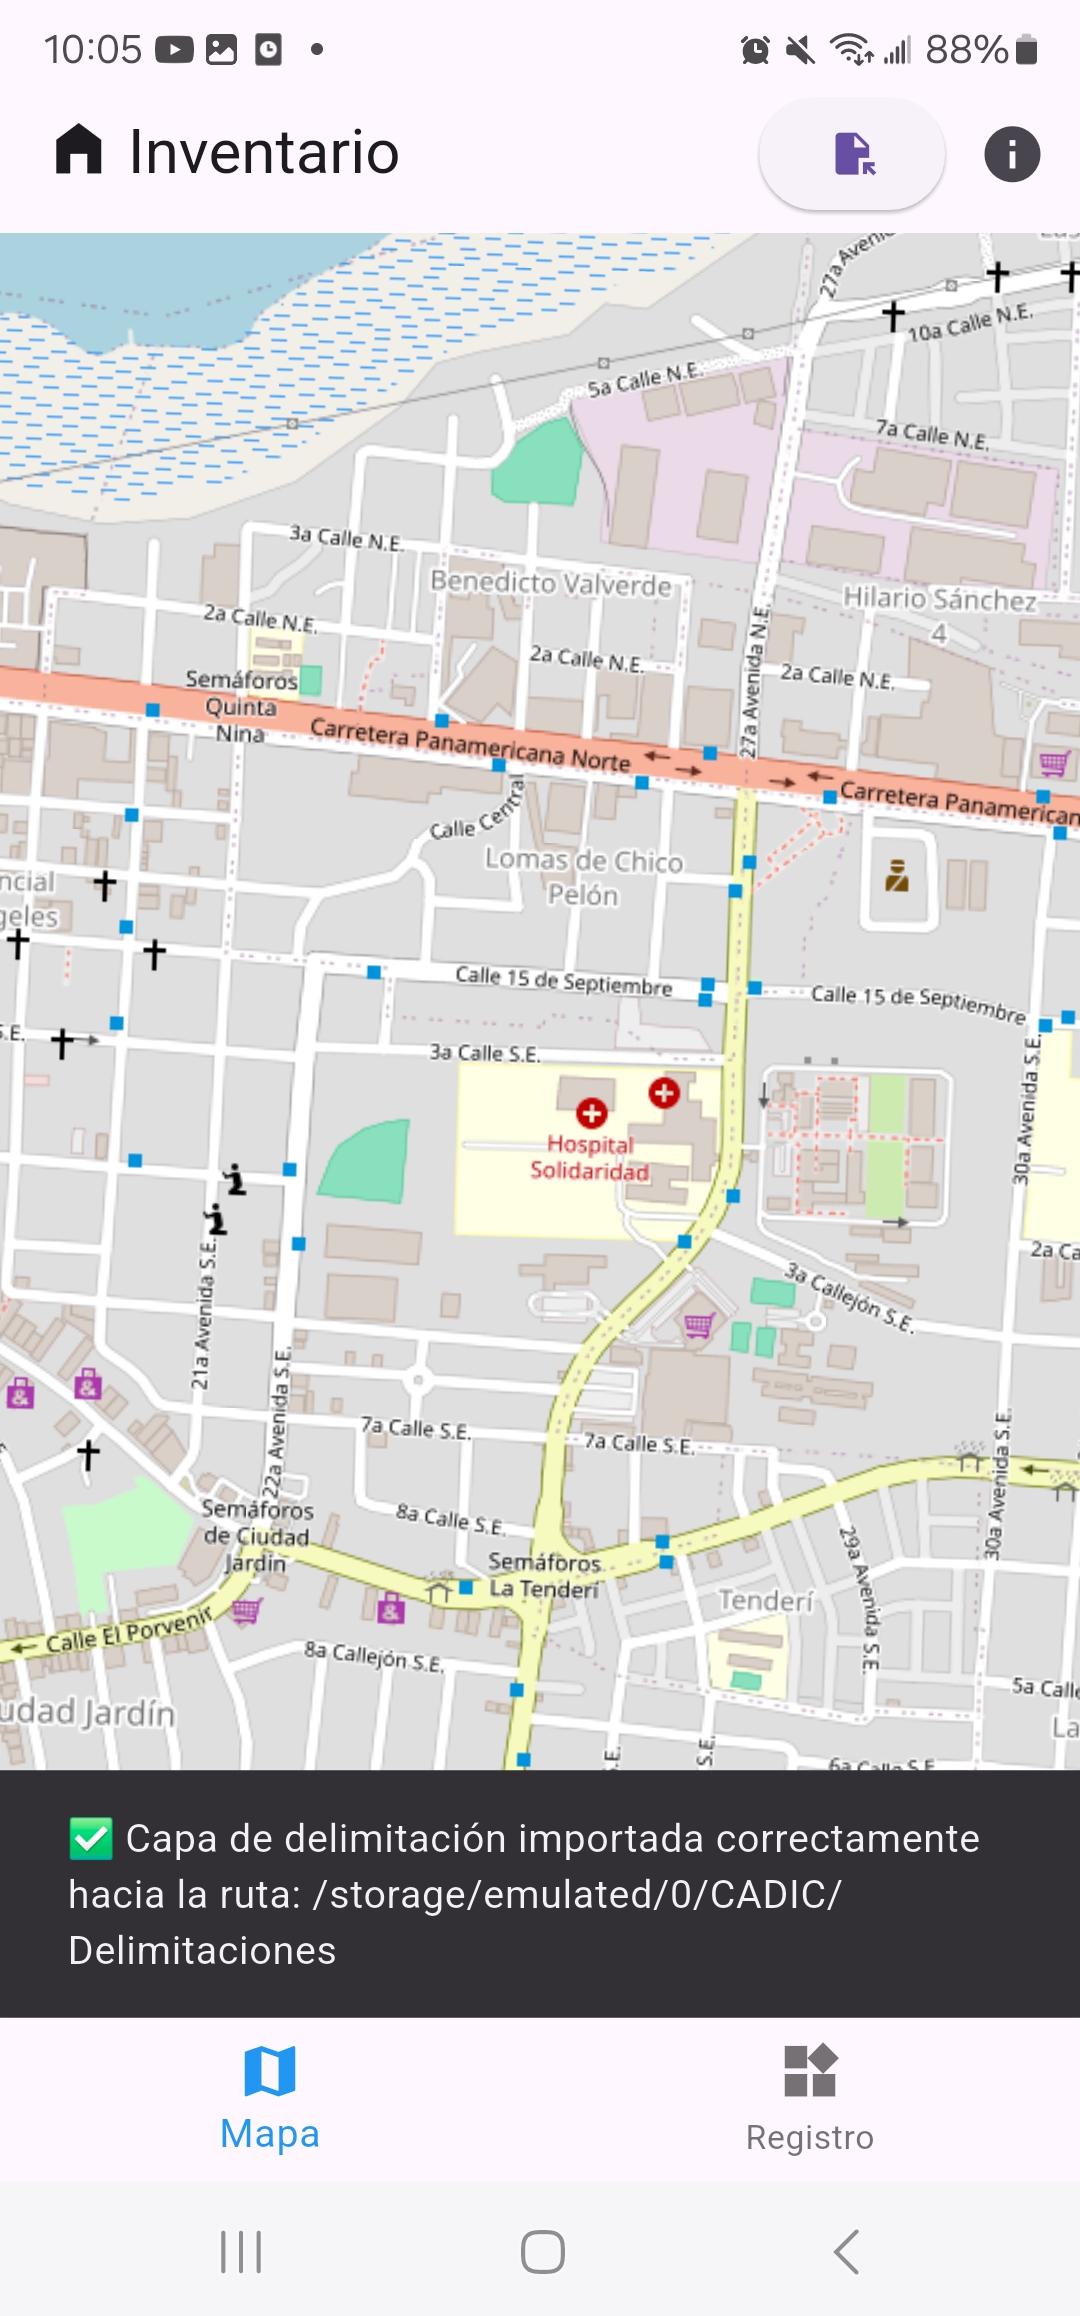 10:05
88%
Inventario
27a Avenic
10a Calle N.E.
5a Calle N.E.
7a Calle N.E.
3a Calle N.E.
Benedicto Valverde
Hilario Sánchez
4
2a Calle N.E.
2a Calle N.E.
2a Calle N.E.
27a Avenida N.E.
Semáforos
Quinta
Nina
Carretera Panamericana Norte
Carretera Panamerican
Calle Central
Lomas de Chico
Pelón
ncial
geles
Calle 15 de Septiembre
Calle 15 de Septiembre
S.E.
3a Calle S.E.
30a Avenida S.E.
Hospital
Solidaridad
2a Ca
3a Callejón S.E.
21a Avenida S.E.
22a Avenida S.E.
7a Calle S.E.
7a Calle S.E.
30a Avenida S.E.
8a Calle S.E.
Semáforos
de Ciudad
Jardín
Semáforos
La Tenderí
29a Avenida S.E.
Tenderí
Calle El Porvenir
8a Callejón S.E.
5a Calle
udad Jardín
La
S.E.
S.E.
6a Calle S.E.
✅ Capa de delimitación importada correctamente
hacia la ruta: /storage/emulated/0/CADIC/
Delimitaciones
Mapa
Registro